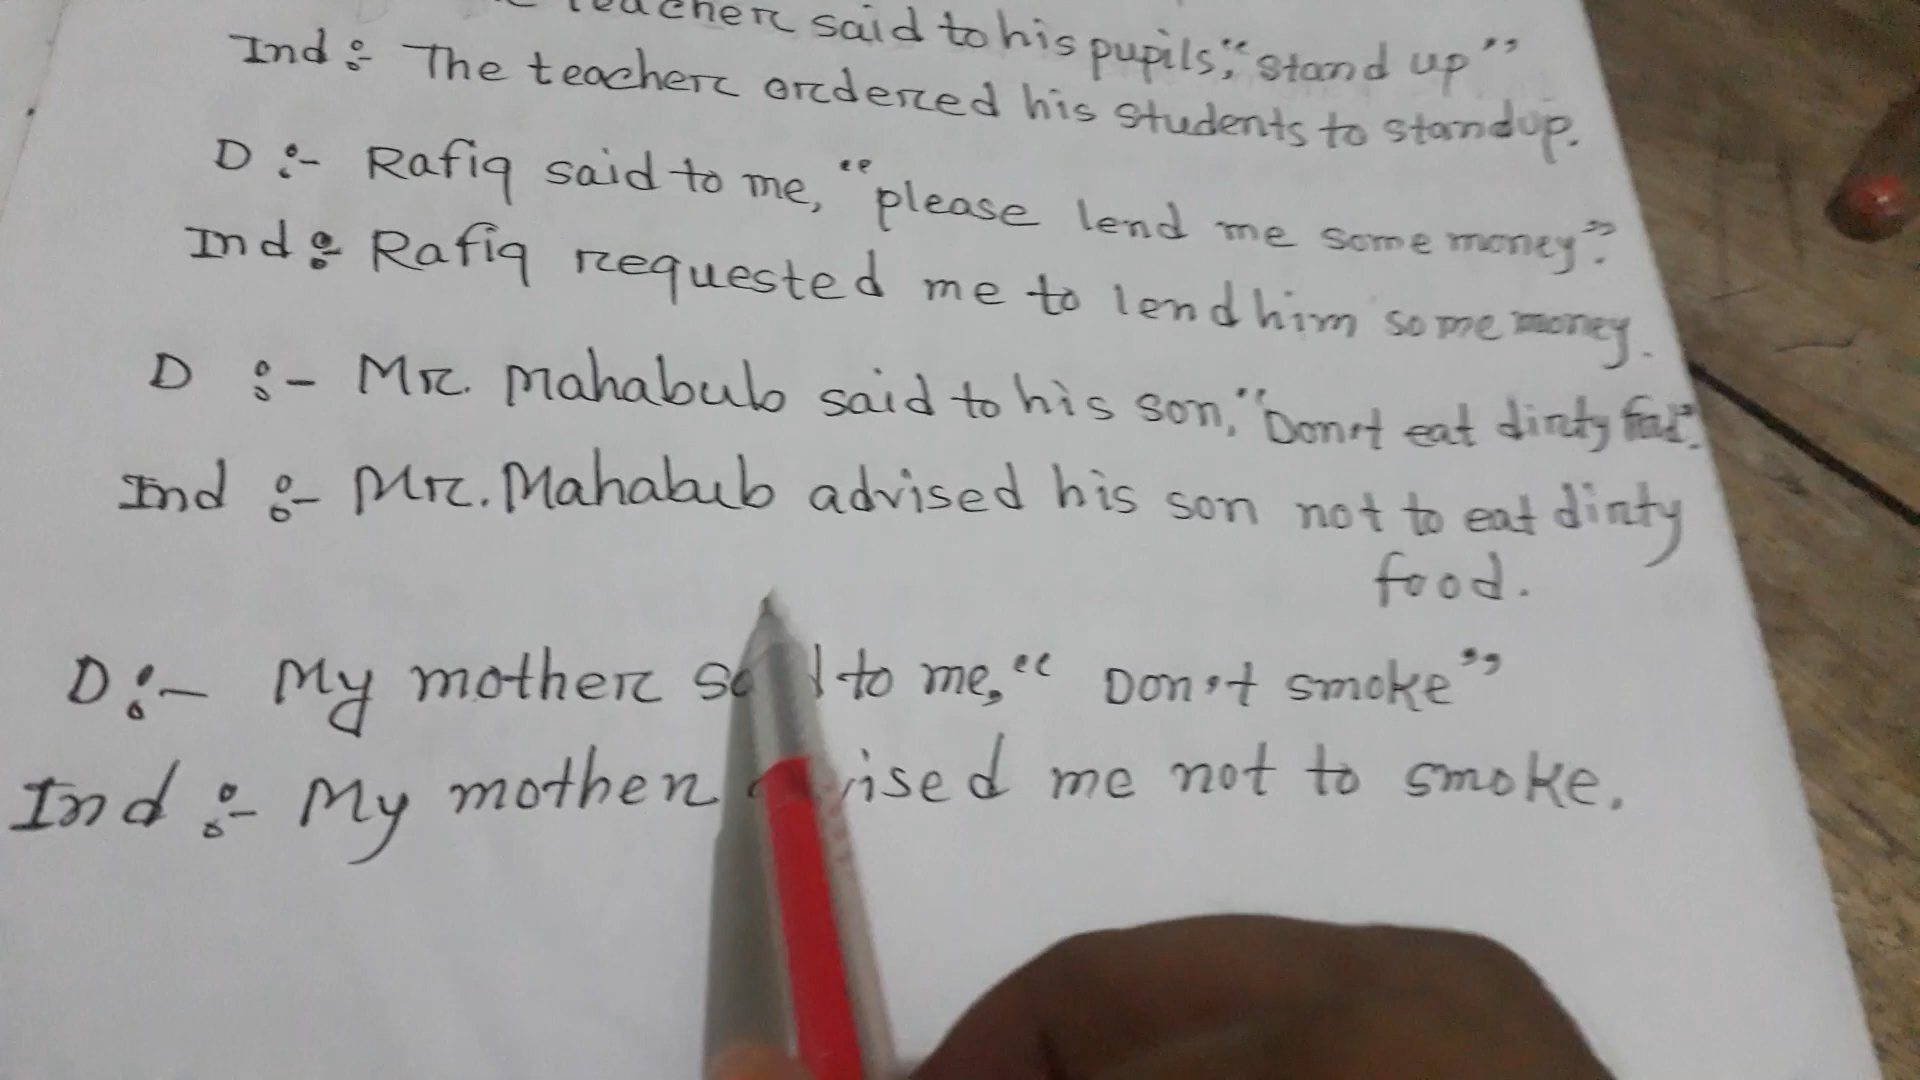 teacher said to his pupils, "stand up"
Ind :- The teacher ordered his students to stand up.
D :- Rafiq said to me, "please lend me some money".
Ind :- Rafiq requested me to lend him some money.
D :- Mr. Mahabub said to his son, "Don't eat dirty
Ind :- Mr. Mahabub advised his son not to eat dirty
food.
D :- My mother to me, "Don't smoke"
Ind :- My mother me not to smoke.